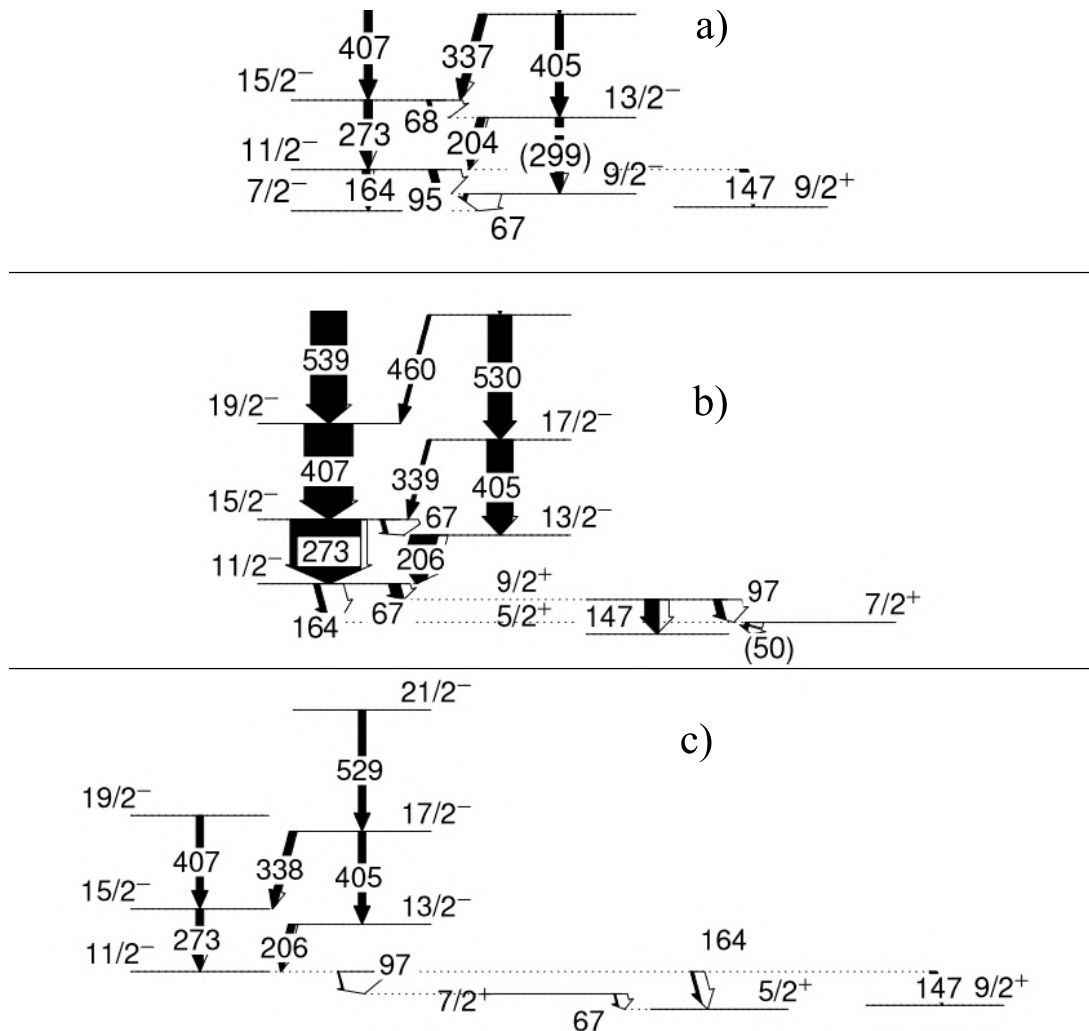 a)
407 337 405
15/2⁻ 13/2⁻
273 68 204 (299)
11/2⁻ 9/2⁻
7/2⁻ 164 95 147 9/2⁺
67
b)
539 460 530
19/2⁻ 17/2⁻
407 339 405
15/2⁻ 67 13/2⁻
273 206
11/2⁻ 9/2⁺ 97
164 67 5/2⁺ 147 7/2⁺
(50)
21/2⁻
c)
529
19/2⁻ 17/2⁻
407 338 405
15/2⁻ 13/2⁻
273 206 164
11/2⁻ 97
7/2⁺ 5/2⁺ 147 9/2⁺
67